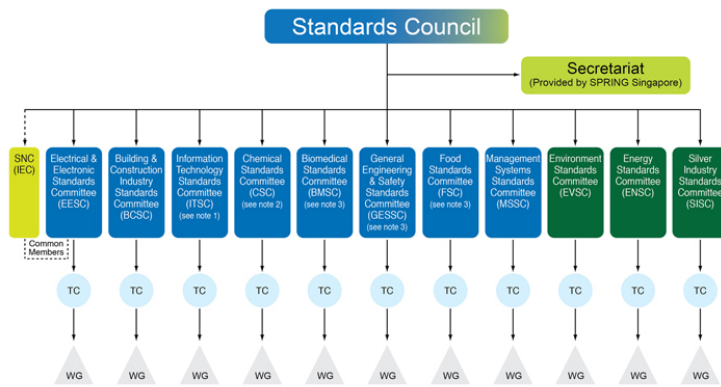 Standards Council
Secretariat
(Provided by SPRING Singapore)
SNC
(IEC)
Electrical &
Electronic
Standards
Committee
(EESC)
Building &
Construction
Industry
Standards
Committee
(BCSC)
Information
Technology
Standards
Committee
(ITSC)
(see note 1)
Chemical
Standards
Committee
(CSC)
(see note 2)
Biomedical
Standards
Committee
(BMSC)
(see note 3)
General
Engineering
& Safety
Standards
Committee
(GESSC)
(see note 3)
Food
Standards
Committee
(FSC)
(see note 3)
Management
Systems
Standards
Committee
(MSSC)
Environment
Standards
Committee
(EVSC)
Energy
Standards
Committee
(ENSC)
Silver
Industry
Standards
Committee
(SISC)
Common
Members
TC
TC
TC
TC
TC
TC
TC
TC
TC
TC
TC
WG
WG
WG
WG
WG
WG
WG
WG
WG
WG
WG